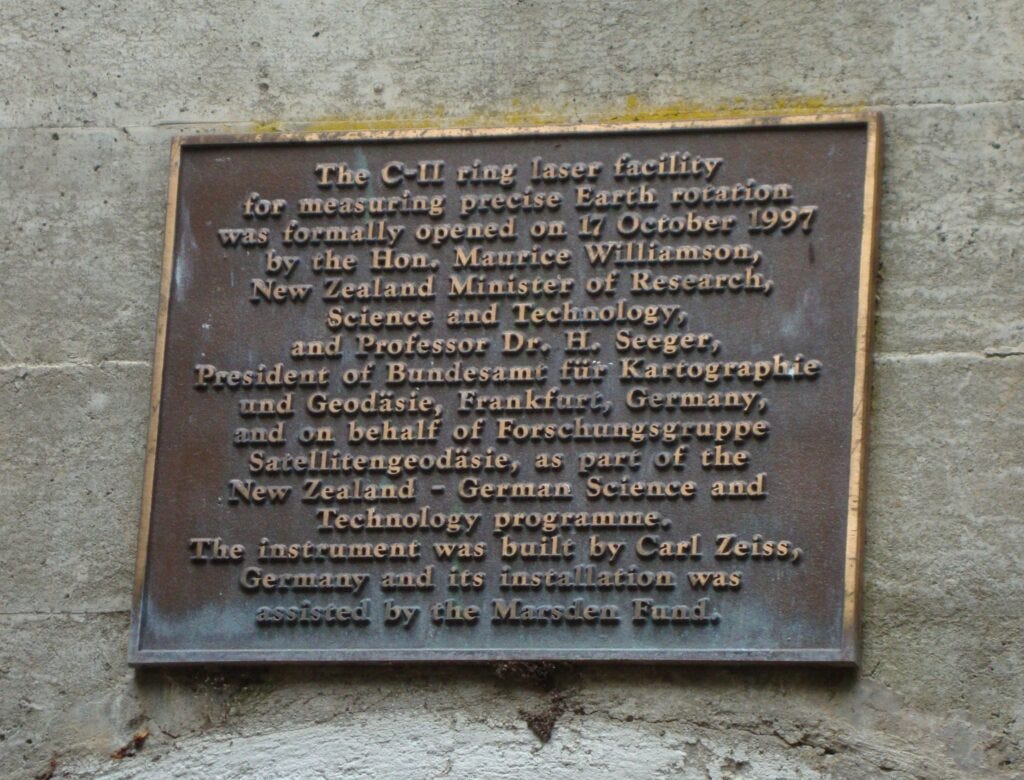 The C-II ring laser facility
for measuring precise Earth rotation
was formally opened on 17 October 1997
by the Hon. Maurice Williamson,
New Zealand Minister of Research,
Science and Technology,
and Professor Dr. H. Seeger,
President of Bundesamt für Kartographie
und Geodäsie, Frankfurt, Germany,
and on behalf of Forschungsgruppe
Satellitengeodäsie, as part of the
New Zealand - German Science and
Technology programme.
The instrument was built by Carl Zeiss,
Germany and its installation was
assisted by the Marsden Fund.